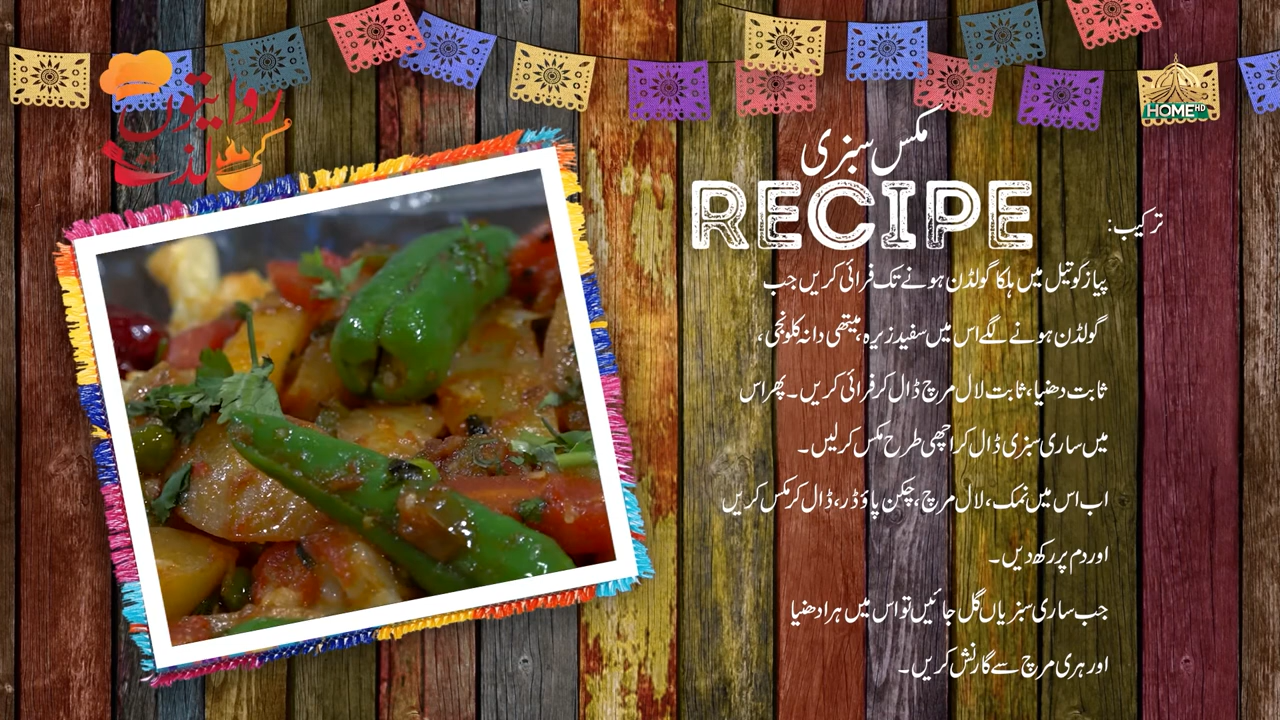 روایتوں
کی لذت
HOME HD
مکس سبزی
RECIPE
ترکیب:
پیاز کو تیل میں ہلکا گولڈن ہونے تک فرائی کریں جب
گولڈن ہونے لگے اس میں سفید زیرہ، میتھی دانہ کلونجی،
ثابت دھنیا، ثابت لال مرچ ڈال کر فرائی کریں۔ پھر اس
میں ساری سبزی ڈال کر اچھی طرح مکس کر لیں۔
اب اس میں نمک، لال مرچ، چکن پاؤڈر، ڈال کر مکس کریں
اور دم پر رکھ دیں۔
جب ساری سبزیاں گل جائیں تو اس میں ہرا دھنیا
اور ہری مرچ سے گارنش کریں۔